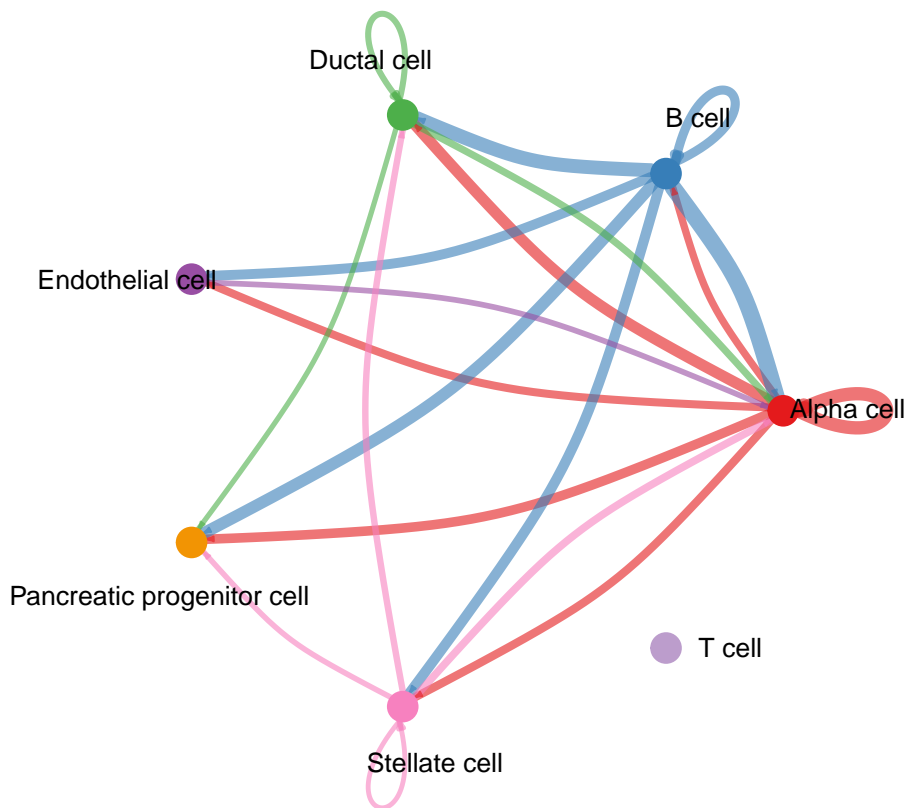 Ductal cell
B cell
Endothelial cell
Alpha cell
Pancreatic progenitor cell
T cell
Stellate cell